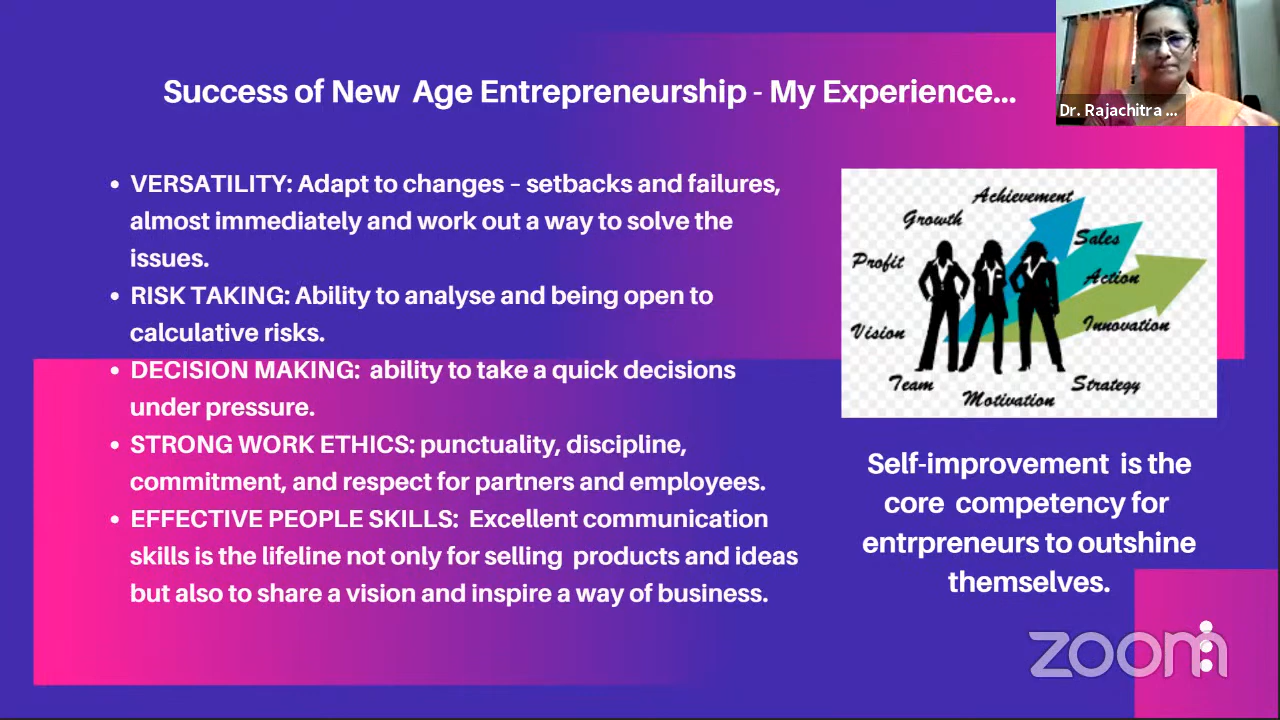 Success of New Age Entrepreneurship - My Experience...
Dr. Rajachitra ...
• VERSATILITY: Adapt to changes – setbacks and failures,
almost immediately and work out a way to solve the
issues.
• RISK TAKING: Ability to analyse and being open to
calculative risks.
• DECISION MAKING: ability to take a quick decisions
under pressure.
• STRONG WORK ETHICS: punctuality, discipline,
commitment, and respect for partners and employees.
• EFFECTIVE PEOPLE SKILLS: Excellent communication
skills is the lifeline not only for selling products and ideas
but also to share a vision and inspire a way of business.
Achievement
Growth
Sales
Profit
Action
Vision
Innovation
Team
Strategy
Motivation
Self-improvement is the
core competency for
entrpreneurs to outshine
themselves.
zoom